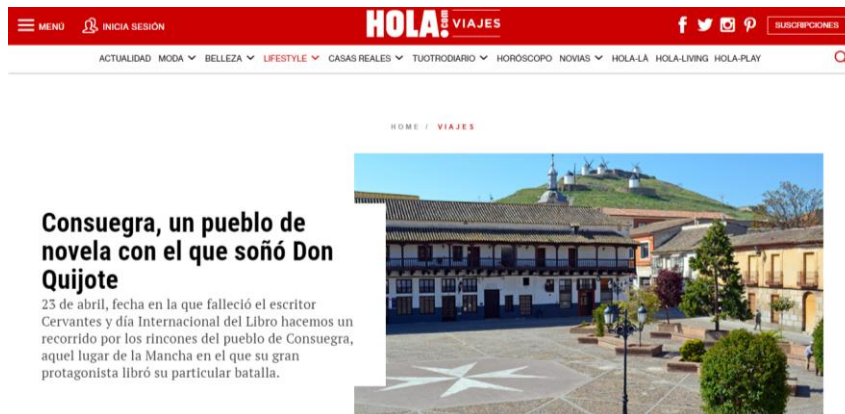 MENÚ INICIA SESIÓN HOLA.com VIAJES SUSCRIPCIONES
ACTUALIDAD MODA BELLEZA LIFESTYLE CASAS REALES TUOTRODIARIO HORÓSCOPO NOVIAS HOLA-LÀ HOLA-LIVING HOLA-PLAY
HOME / VIAJES
Consuegra, un pueblo de
novela con el que soñó Don
Quijote
23 de abril, fecha en la que falleció el escritor
Cervantes y día Internacional del Libro hacemos un
recorrido por los rincones del pueblo de Consuegra,
aquel lugar de la Mancha en el que su gran
protagonista libró su particular batalla.